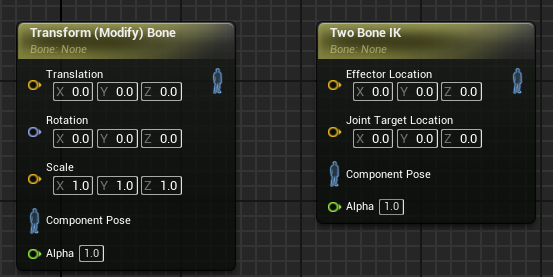 Transform (Modify) Bone
Bone: None
Translation
X 0.0 Y 0.0 Z 0.0
Rotation
X 0.0 Y 0.0 Z 0.0
Scale
X 1.0 Y 1.0 Z 1.0
Component Pose
Alpha 1.0
Two Bone IK
Bone: None
Effector Location
X 0.0 Y 0.0 Z 0.0
Joint Target Location
X 0.0 Y 0.0 Z 0.0
Component Pose
Alpha 1.0